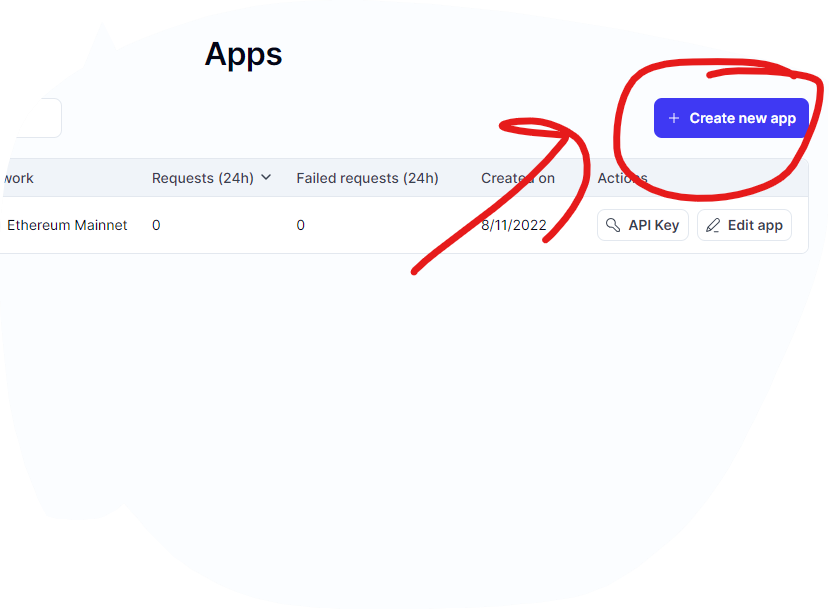 Apps
+ Create new app
work Requests (24h) Failed requests (24h) Created on Actions
Ethereum Mainnet 0 0 8/11/2022 API Key Edit app